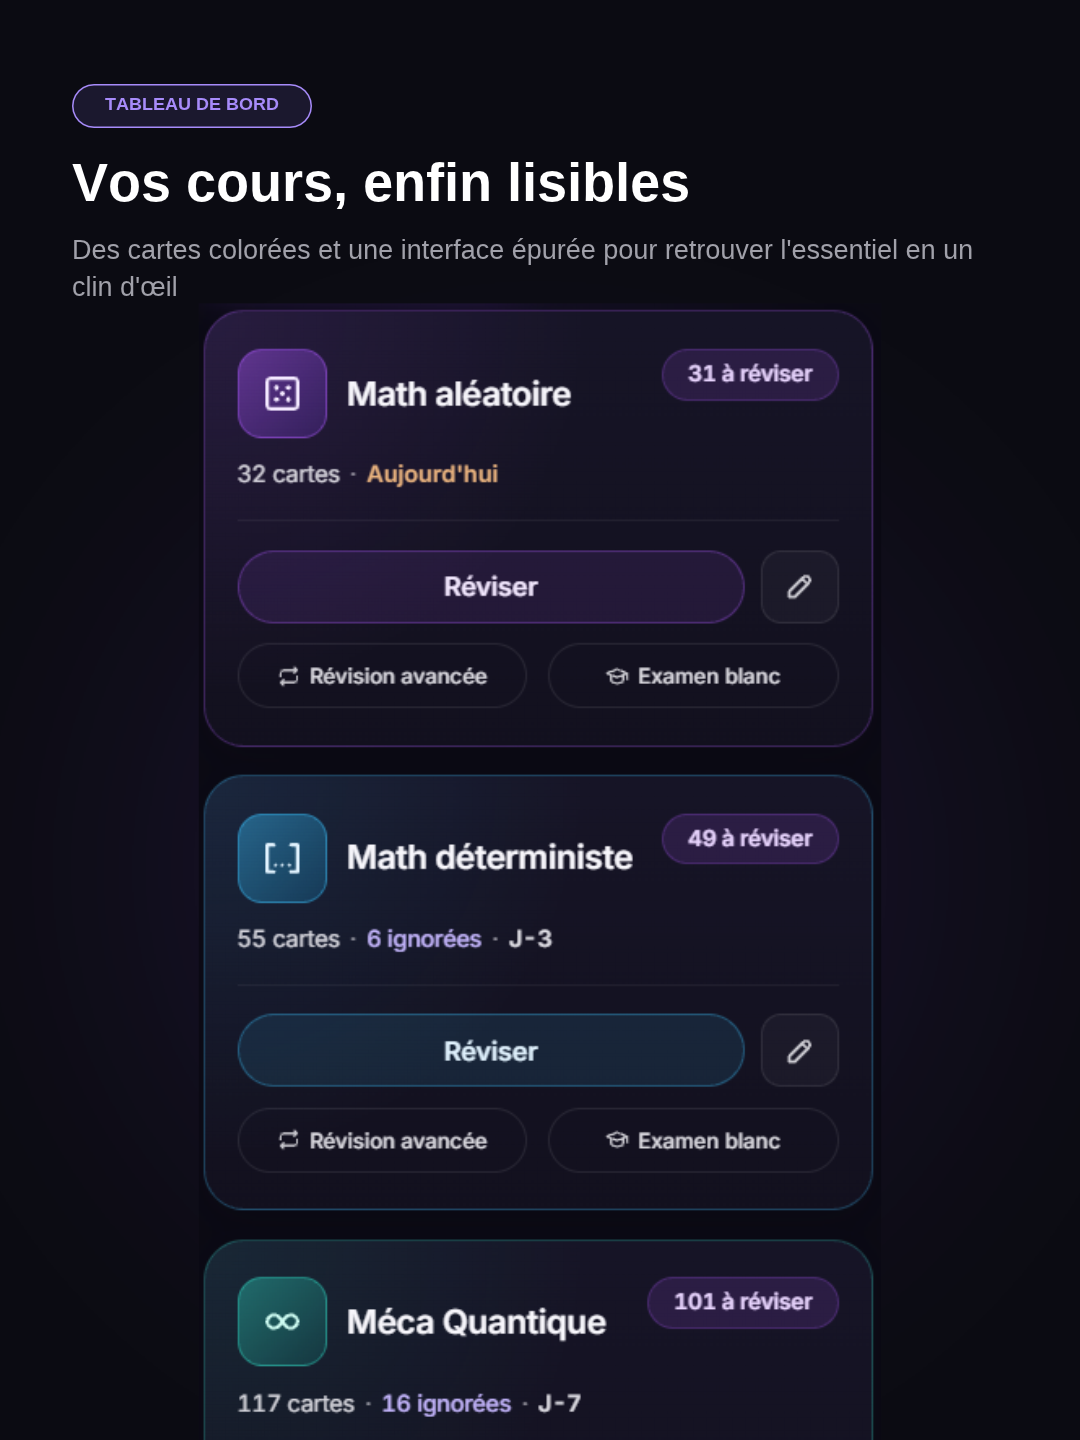 TABLEAU DE BORD
Vos cours, enfin lisibles
Des cartes colorées et une interface épurée pour retrouver l'essentiel en un
clin d'œil
Math aléatoire
31 à réviser
32 cartes · Aujourd'hui
Réviser
Révision avancée
Examen blanc
Math déterministe
49 à réviser
55 cartes · 6 ignorées · J-3
Réviser
Révision avancée
Examen blanc
Méca Quantique
101 à réviser
117 cartes · 16 ignorées · J-7